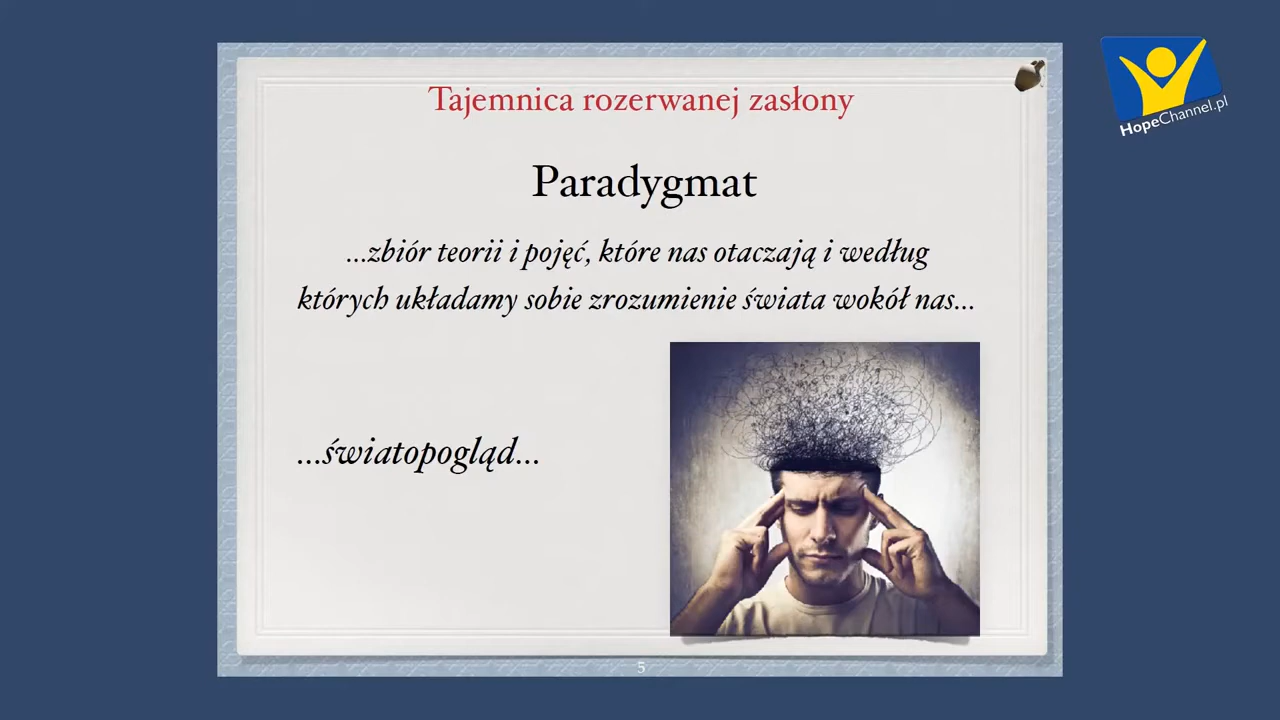 HopeChannel.pl
Tajemnica rozerwanej zasłony
Paradygmat
...zbiór teorii i pojęć, które nas otaczają i według
których układamy sobie zrozumienie świata wokół nas...
...światopogląd...
5